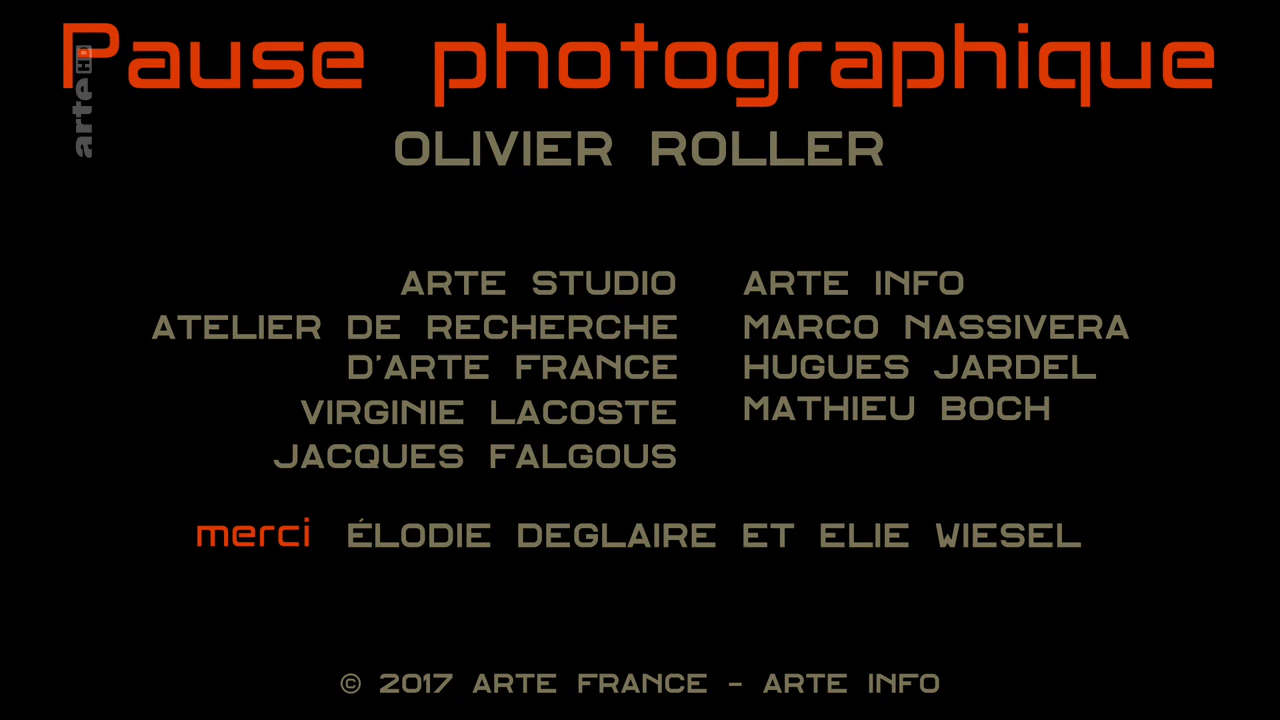 Pause photographique
arte HD
OLIVIER ROLLER
ARTE STUDIO
ATELIER DE RECHERCHE
D'ARTE FRANCE
VIRGINIE LACOSTE
JACQUES FALGOUS
ARTE INFO
MARCO NASSIVERA
HUGUES JARDEL
MATHIEU BOCH
merci ÉLODIE DEGLAIRE ET ELIE WIESEL
© 2017 ARTE FRANCE - ARTE INFO